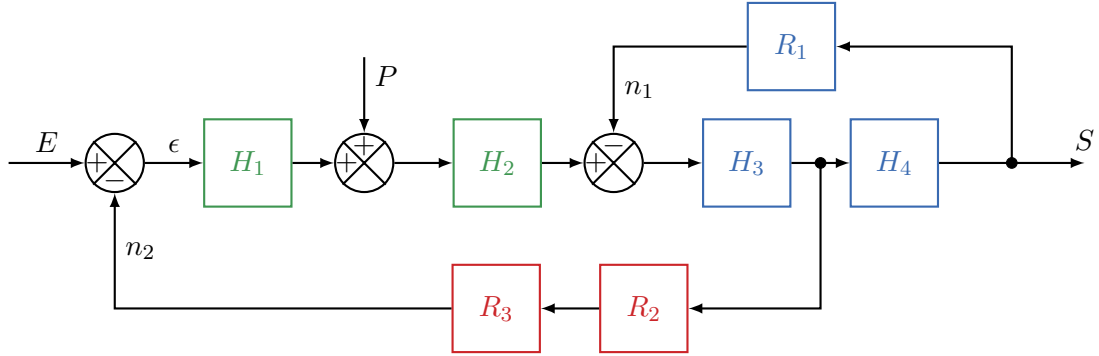 R₁
P
n₁
E
ϵ
S
+
−
H₁
+
+
H₂
+
−
H₃
H₄
n₂
R₃
R₂